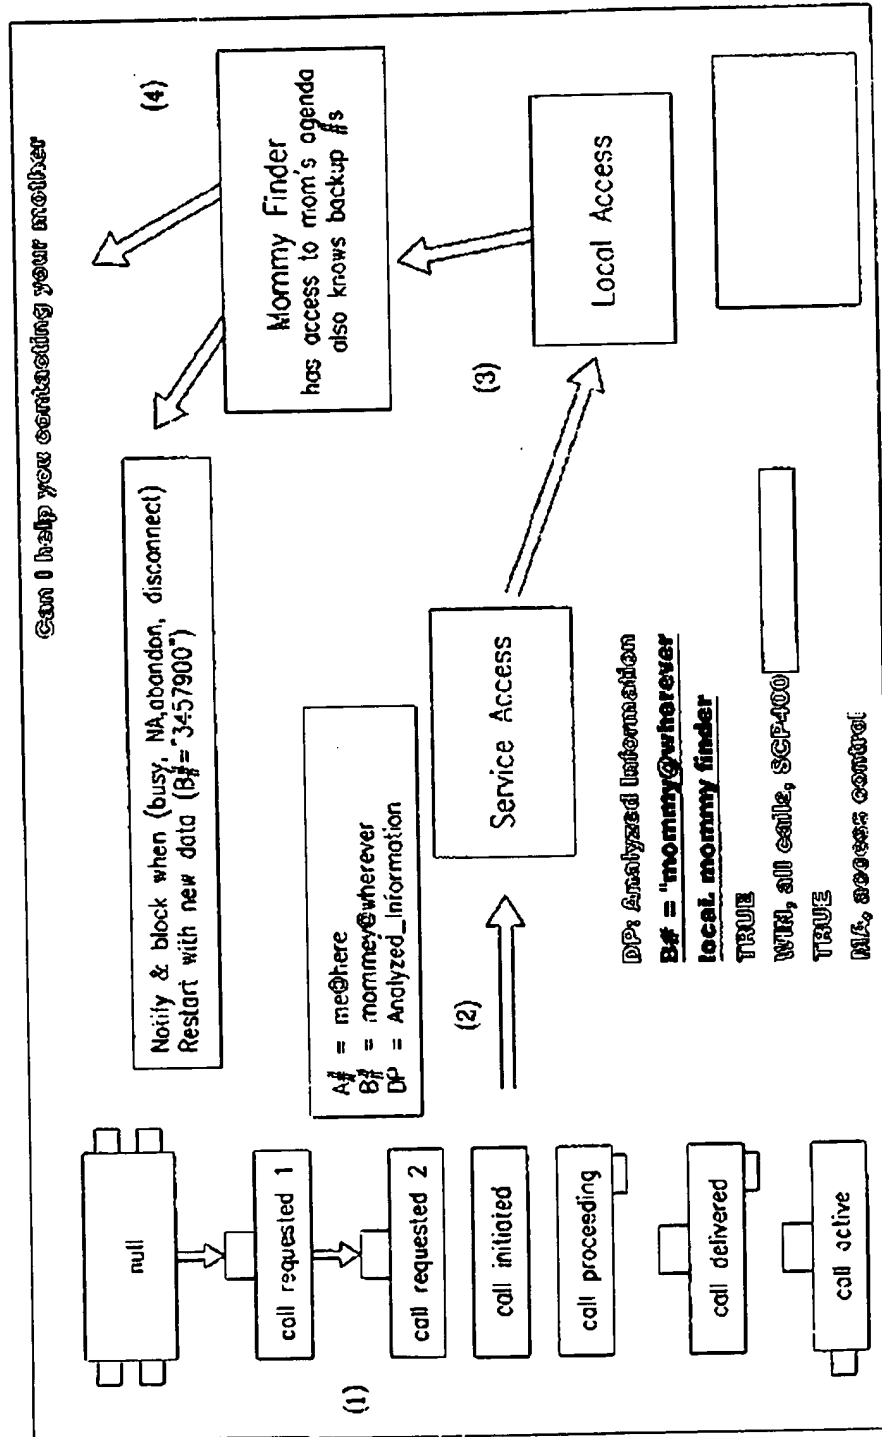 Can I help you contacting your mother
(4)
Mommy Finder
has access to mom's agenda
also knows backup #s
Notify & block when (busy, NA,abandon, disconnect)
Restart with new data (B#="3457900")
(3)
Local Access
A# = me@here
B# = mommey@wherever
DP = Analyzed_Information
Service Access
(2)
DP: Analyzed Information
B# = "mommy@wherever
local mommy finder
TRUE
WIN, all calls, SCP400
TRUE
MA, access control
null
call requested 1
call requested 2
call initiated
call proceeding
call delivered
call active
(1)